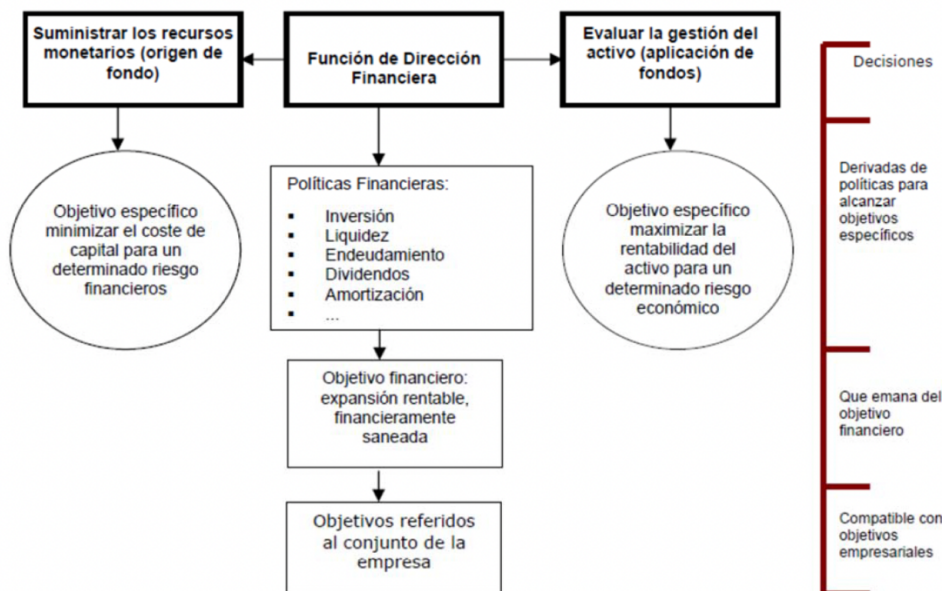 Suministrar los recursos
monetarios (origen de
fondo)
Función de Dirección
Financiera
Evaluar la gestión del
activo (aplicación de
fondos)
Objetivo específico
minimizar el coste de
capital para un
determinado riesgo
financieros
Políticas Financieras:
▪ Inversión
▪ Liquidez
▪ Endeudamiento
▪ Dividendos
▪ Amortización
▪ ...
Objetivo específico
maximizar la
rentabilidad del
activo para un
determinado riesgo
económico
Objetivo financiero:
expansión rentable,
financieramente
saneada
Objetivos referidos
al conjunto de la
empresa
Decisiones
Derivadas de
políticas para
alcanzar
objetivos
específicos
Que emana del
objetivo
financiero
Compatible con
objetivos
empresariales